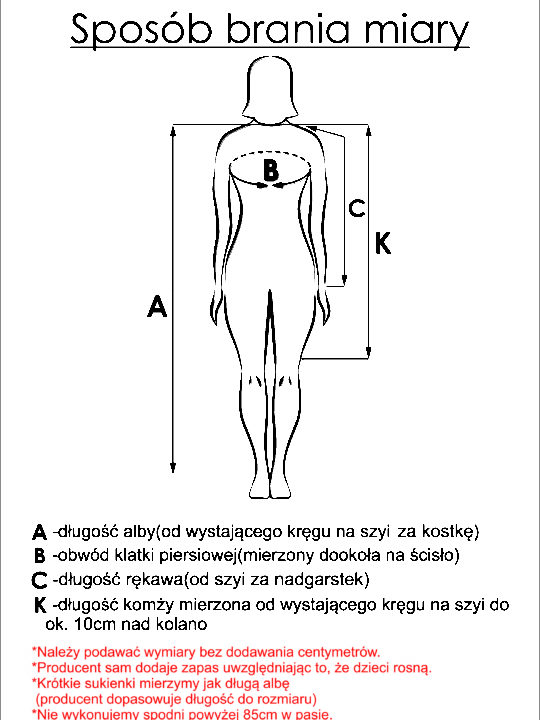 Sposób brania miary
B
C
K
A
A -długość alby(od wystającego kręgu na szyi za kostkę)
B -obwód klatki piersiowej(mierzony dookoła na ścisło)
C -długość rękawa(od szyi za nadgarstek)
K -długość komży mierzona od wystającego kręgu na szyi do
ok. 10cm nad kolano
*Należy podawać wymiary bez dodawania centymetrów.
*Producent sam dodaje zapas uwzględniając to, że dzieci rosną.
*Krótkie sukienki mierzymy jak długą albę
(producent dopasowuje długość do rozmiaru)
*Nie wykonujemy spodni powyżej 85cm w pasie.